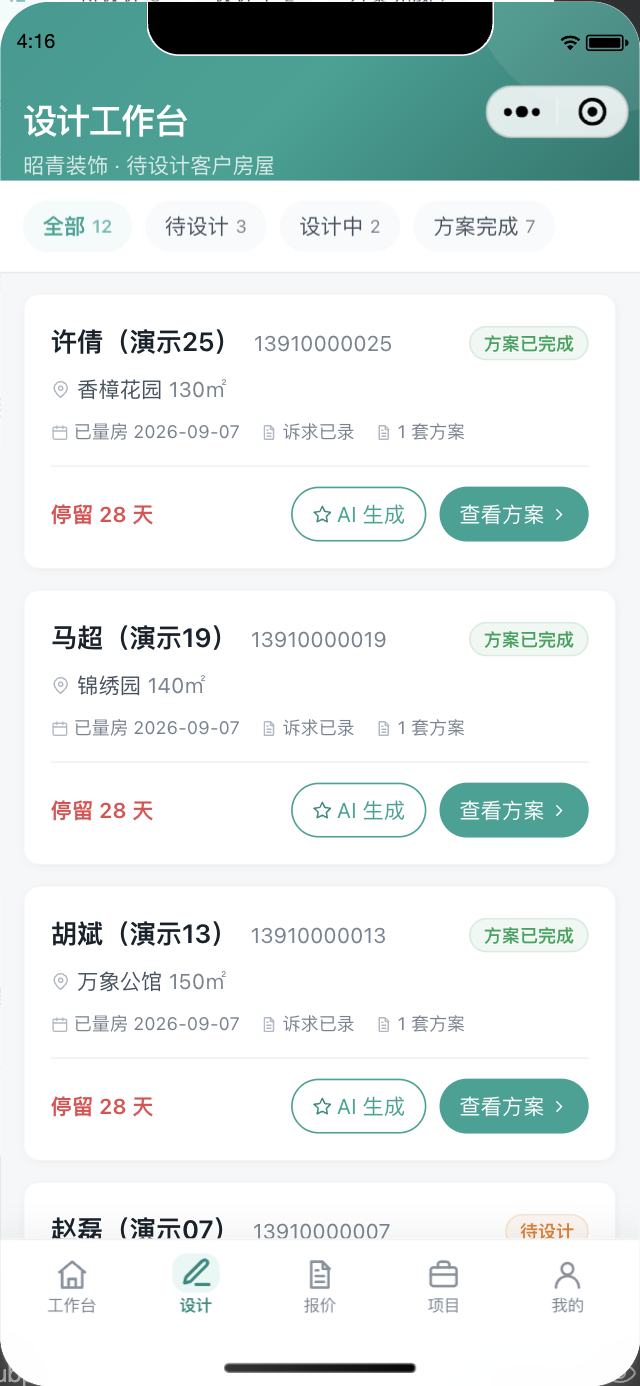 4:16
设计工作台
昭青装饰 · 待设计客户房屋
全部 12 待设计 3 设计中 2 方案完成 7
许倩（演示25） 13910000025 方案已完成
香樟花园 130㎡
已量房 2026-09-07 诉求已录 1 套方案
停留 28 天 AI 生成 查看方案
马超（演示19） 13910000019 方案已完成
锦绣园 140㎡
已量房 2026-09-07 诉求已录 1 套方案
停留 28 天 AI 生成 查看方案
胡斌（演示13） 13910000013 方案已完成
万象公馆 150㎡
已量房 2026-09-07 诉求已录 1 套方案
停留 28 天 AI 生成 查看方案
赵磊（演示07） 13910000007 待设计
工作台 设计 报价 项目 我的